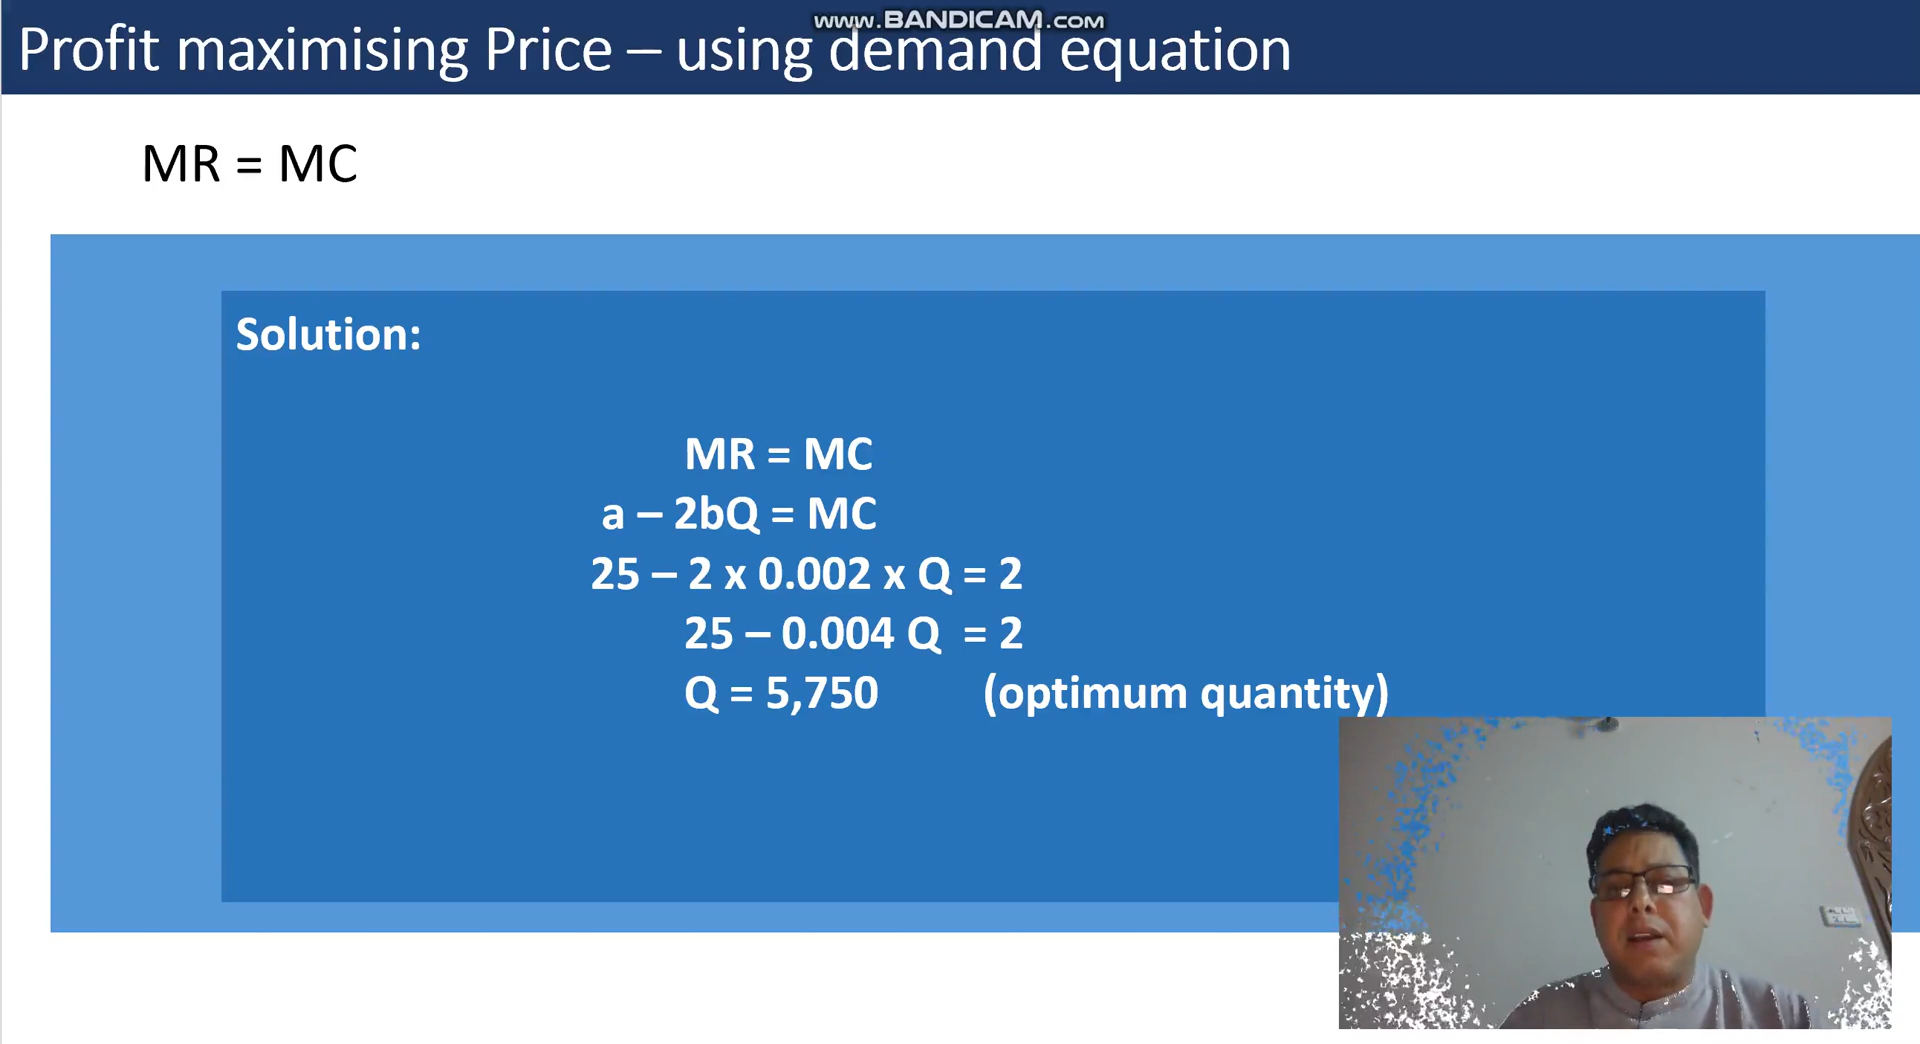 www.BANDICAM.com
Profit maximising Price – using demand equation
MR = MC
Solution:
MR = MC
a – 2bQ = MC
25 – 2 x 0.002 x Q = 2
25 – 0.004 Q = 2
Q = 5,750 (optimum quantity)